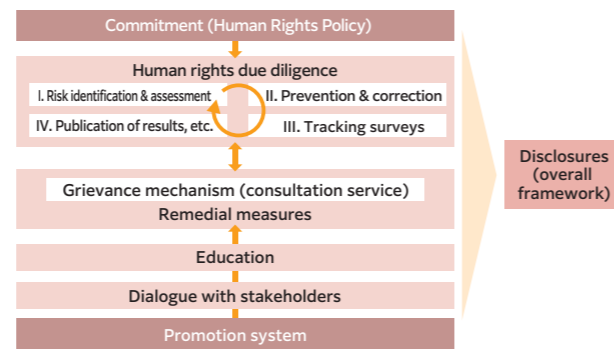 Commitment (Human Rights Policy)
Human rights due diligence
I. Risk identification & assessment
II. Prevention & correction
IV. Publication of results, etc.
III. Tracking surveys
Grievance mechanism (consultation service)
Remedial measures
Education
Dialogue with stakeholders
Promotion system
Disclosures
(overall
framework)